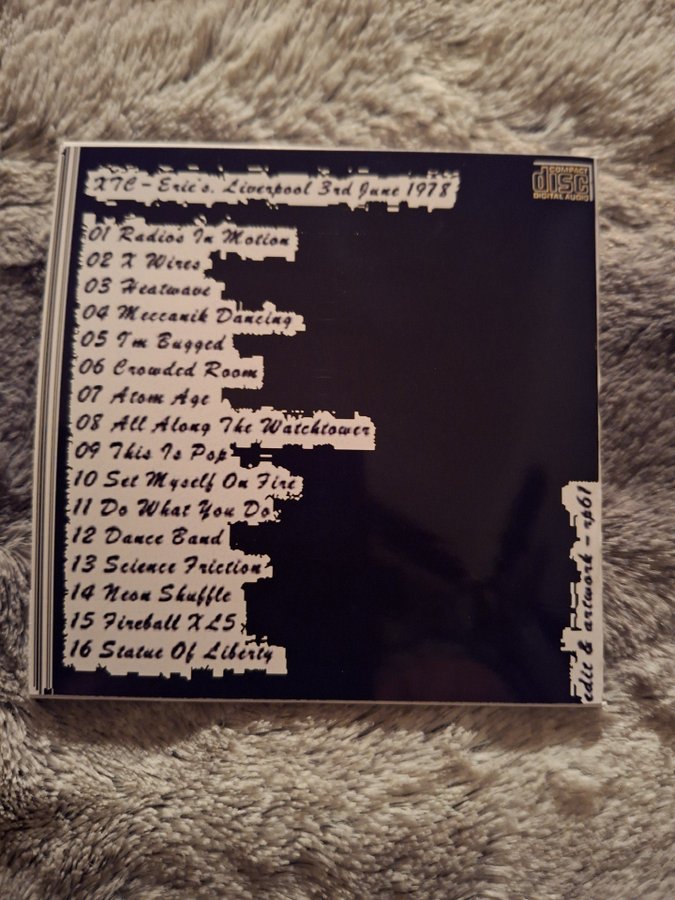 XTC - Eric's, Liverpool 3rd June 1978
COMPACT
disc
DIGITAL AUDIO
01 Radios In Motion
02 X Wires
03 Heatwave
04 Meccanik Dancing
05 I'm Bugged
06 Crowded Room
07 Atom Age
08 All Along The Watchtower
09 This Is Pop
10 Set Myself On Fire
11 Do What You Do
12 Dance Band
13 Science Friction
14 Neon Shuffle
15 Fireball XL5
16 Statue Of Liberty
edit & artwork - rp61